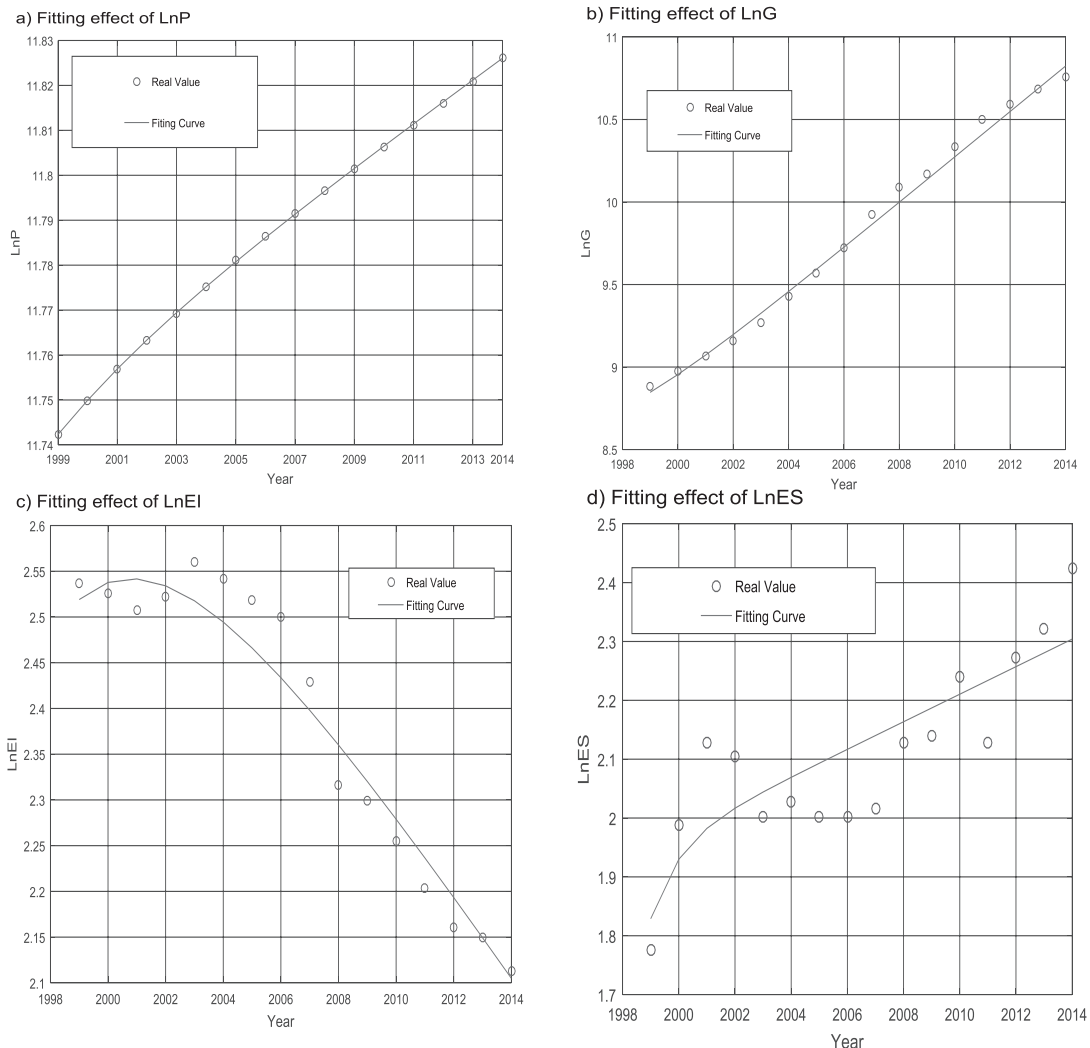 a) Fitting effect of LnP
11.83
11.82
11.81
11.8
11.79
11.78
11.77
11.76
11.75
11.74
LnP
Real Value
Fiting Curve
1999 2001 2003 2005 2007 2009 2011 2013 2014
Year
b) Fitting effect of LnG
11
10.5
10
9.5
9
8.5
LnG
Real Value
Fitting Curve
1998 2000 2002 2004 2006 2008 2010 2012 2014
Year
c) Fitting effect of LnEI
2.6
2.55
2.5
2.45
2.4
2.35
2.3
2.25
2.2
2.15
2.1
LnEI
Real Value
Fitting Curve
1998 2000 2002 2004 2006 2008 2010 2012 2014
Year
d) Fitting effect of LnES
2.5
2.4
2.3
2.2
2.1
2
1.9
1.8
1.7
LnES
Real Value
Fitting Curve
1998 2000 2002 2004 2006 2008 2010 2012 2014
Year